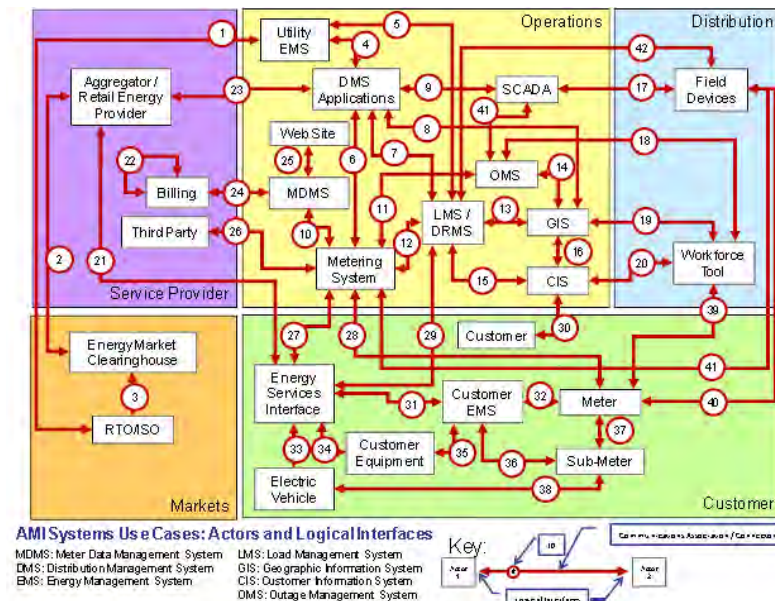 Operations
Distribution
1
5
Utility
EMS
4
42
Aggregator /
Retail Energy
Provider
23
DMS
Applications
9
SCADA
17
Field
Devices
41
8
Web Site
22
25
6
7
18
14
OMS
Billing
24
MDMS
11
LMS /
DRMS
13
GIS
19
Third Party
26
10
12
2
21
Metering
System
16
15
CIS
20
Workforce
Tool
Service Provider
39
27
28
29
Customer
30
41
Energy Market
Clearinghouse
3
Energy
Services
Interface
31
Customer
EMS
32
Meter
40
RTO/ISO
37
33
34
Customer
Equipment
35
36
Sub-Meter
Electric
Vehicle
38
Markets
Customer
AMI Systems Use Cases: Actors and Logical Interfaces
MDMS: Meter Data Management System
DMS: Distribution Management System
EMS: Energy Management System
LMS: Load Management System
GIS: Geographic Information System
CIS: Customer Information System
OMS: Outage Management System
Key:
ID
Actor
1
Actor
2